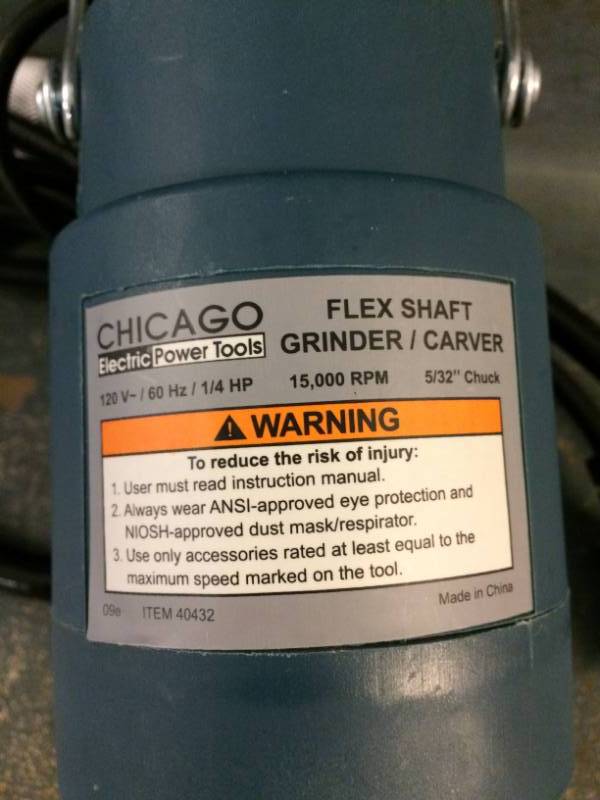 CHICAGO
Electric Power Tools
FLEX SHAFT
GRINDER / CARVER
120 V~ / 60 Hz / 1/4 HP
15,000 RPM
5/32" Chuck
⚠ WARNING
To reduce the risk of injury:
1. User must read instruction manual.
2. Always wear ANSI-approved eye protection and
NIOSH-approved dust mask/respirator.
3. Use only accessories rated at least equal to the
maximum speed marked on the tool.
09e
ITEM 40432
Made in China